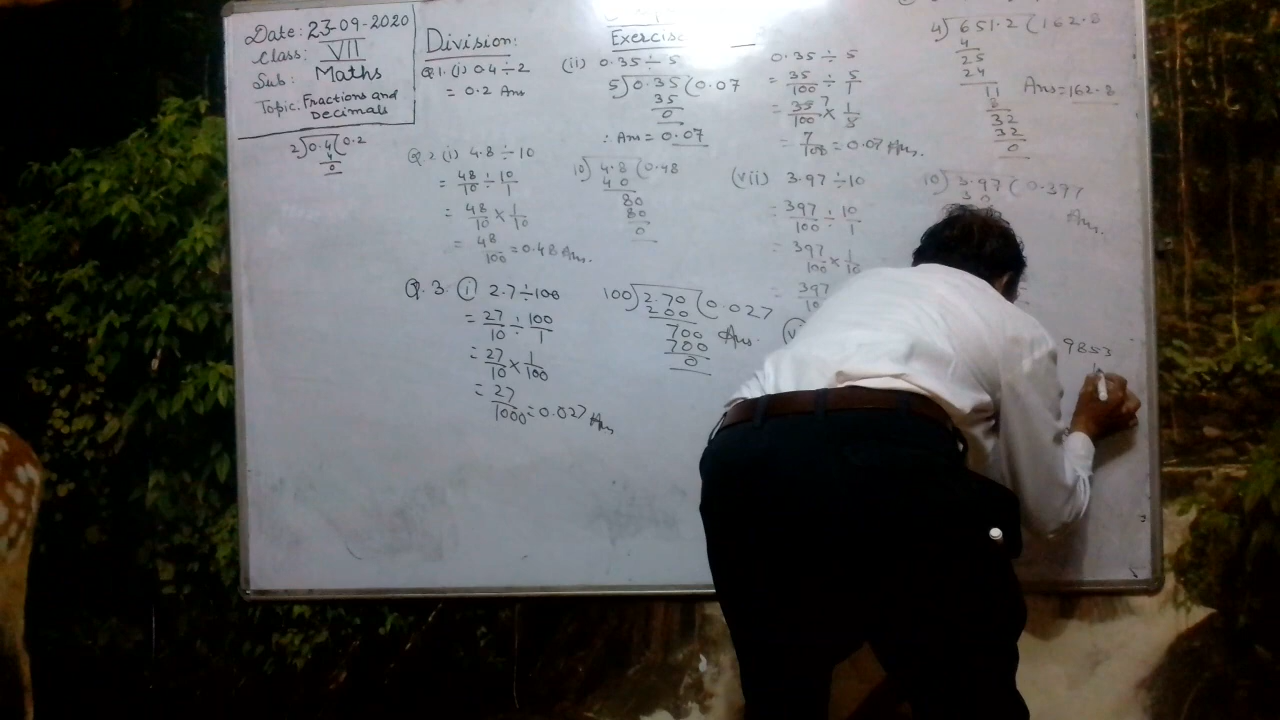 Date: 23-09-2020
Class: VII
Sub: Maths
Topic: Fractions and
Decimals
2)0.4(0.2
4
0
Division:
Q1. (i) 0.4÷2
= 0.2 Ans
Exercise
(ii) 0.35÷5
5)0.35(0.07
35
0
∴ Ans = 0.07
0.35÷5
= 35/100 ÷ 5/1
= 35/100 × 1/5
7
= 7/100 = 0.07 Ans.
4)651.2(162.8
4
25
24
11
8
32
32
0
Ans = 162.8
Q.2 (i) 4.8÷10
= 48/10 ÷ 10/1
= 48/10 × 1/10
= 48/100 = 0.48 Ans.
10)4.8(0.48
40
80
80
0
(vii) 3.97÷10
= 397/100 ÷ 10/1
= 397/100 × 1/10
= 397
10)3.97(0.397
30
Ans.
Q.3. (i) 2.7÷100
= 27/10 ÷ 100/1
= 27/10 × 1/100
= 27/1000 = 0.027 Ans
100)2.70(0.027
200
700
700
0
Ans.
9853